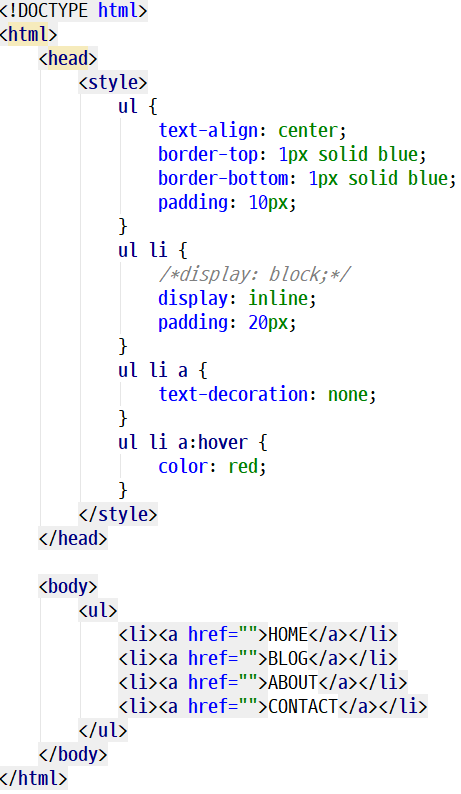 <!DOCTYPE html>
<html>
    <head>
        <style>
            ul {
                text-align: center;
                border-top: 1px solid blue;
                border-bottom: 1px solid blue;
                padding: 10px;
            }
            ul li {
                /*display: block;*/
                display: inline;
                padding: 20px;
            }
            ul li a {
                text-decoration: none;
            }
            ul li a:hover {
                color: red;
            }
        </style>
    </head>

    <body>
        <ul>
            <li><a href="">HOME</a></li>
            <li><a href="">BLOG</a></li>
            <li><a href="">ABOUT</a></li>
            <li><a href="">CONTACT</a></li>
        </ul>
    </body>
</html>